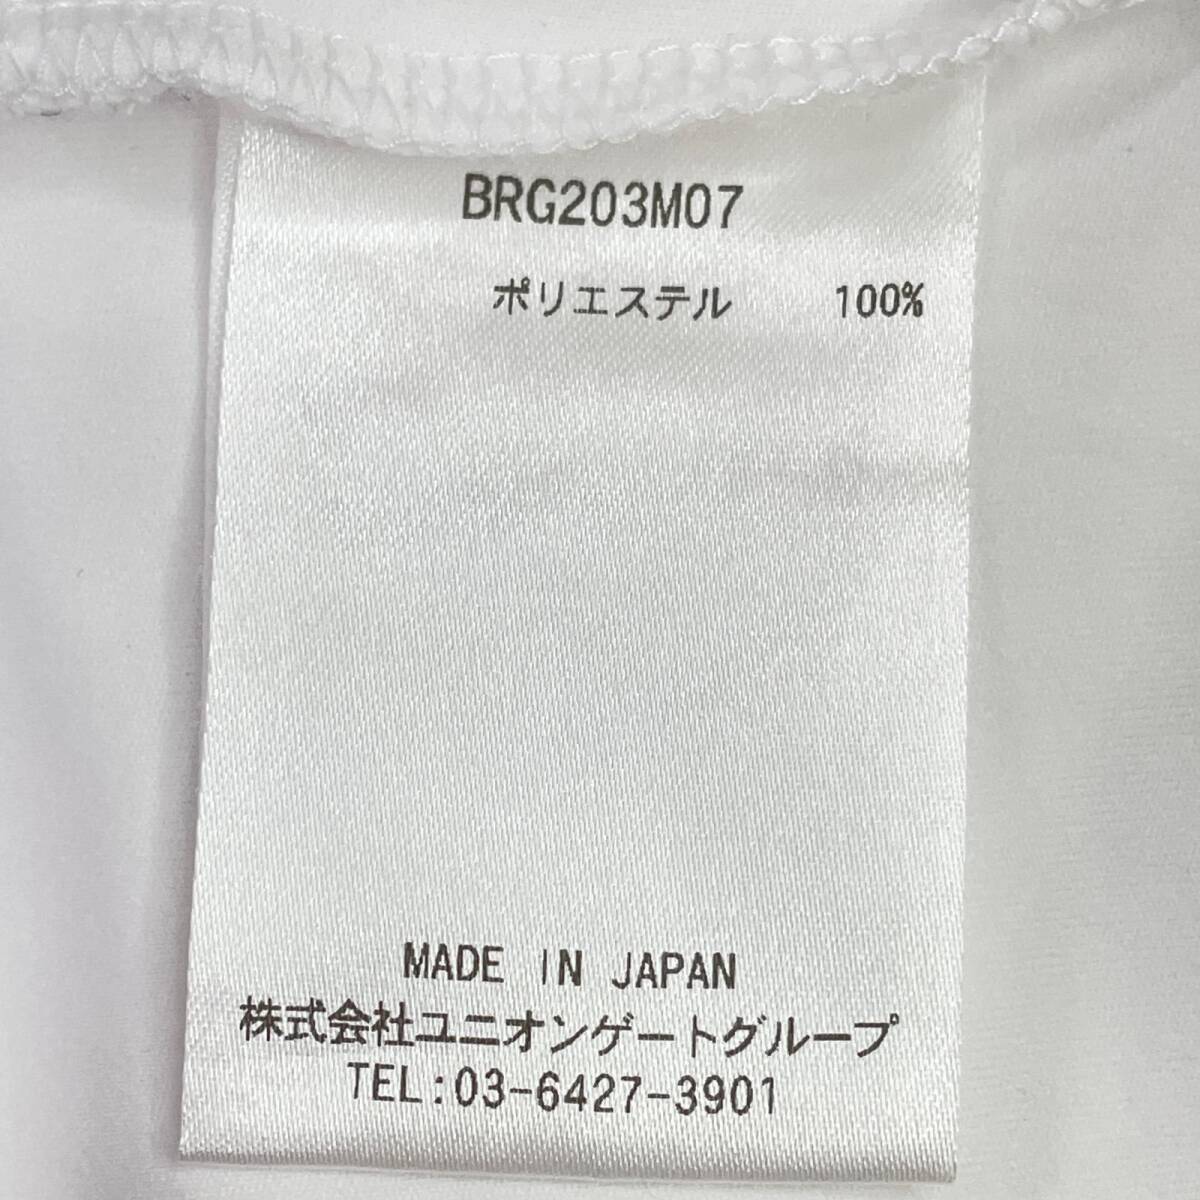 BRG203M07
ポリエステル 100%
MADE IN JAPAN
株式会社ユニオンゲートグループ
TEL:03-6427-3901